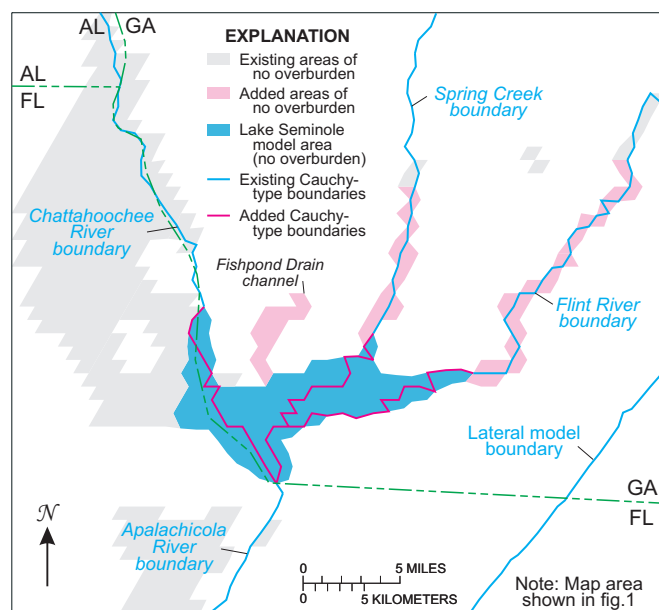 AL GA
AL
FL
EXPLANATION
Existing areas of
no overburden
Added areas of
no overburden
Lake Seminole
model area
(no overburden)
Existing Cauchy-
type boundaries
Added Cauchy-
type boundaries
Spring Creek
boundary
Chattahoochee
River
boundary
Fishpond Drain
channel
Flint River
boundary
Lateral model
boundary
GA
FL
Apalachicola
River
boundary
N
0 5 MILES
0 5 KILOMETERS
Note: Map area
shown in fig.1